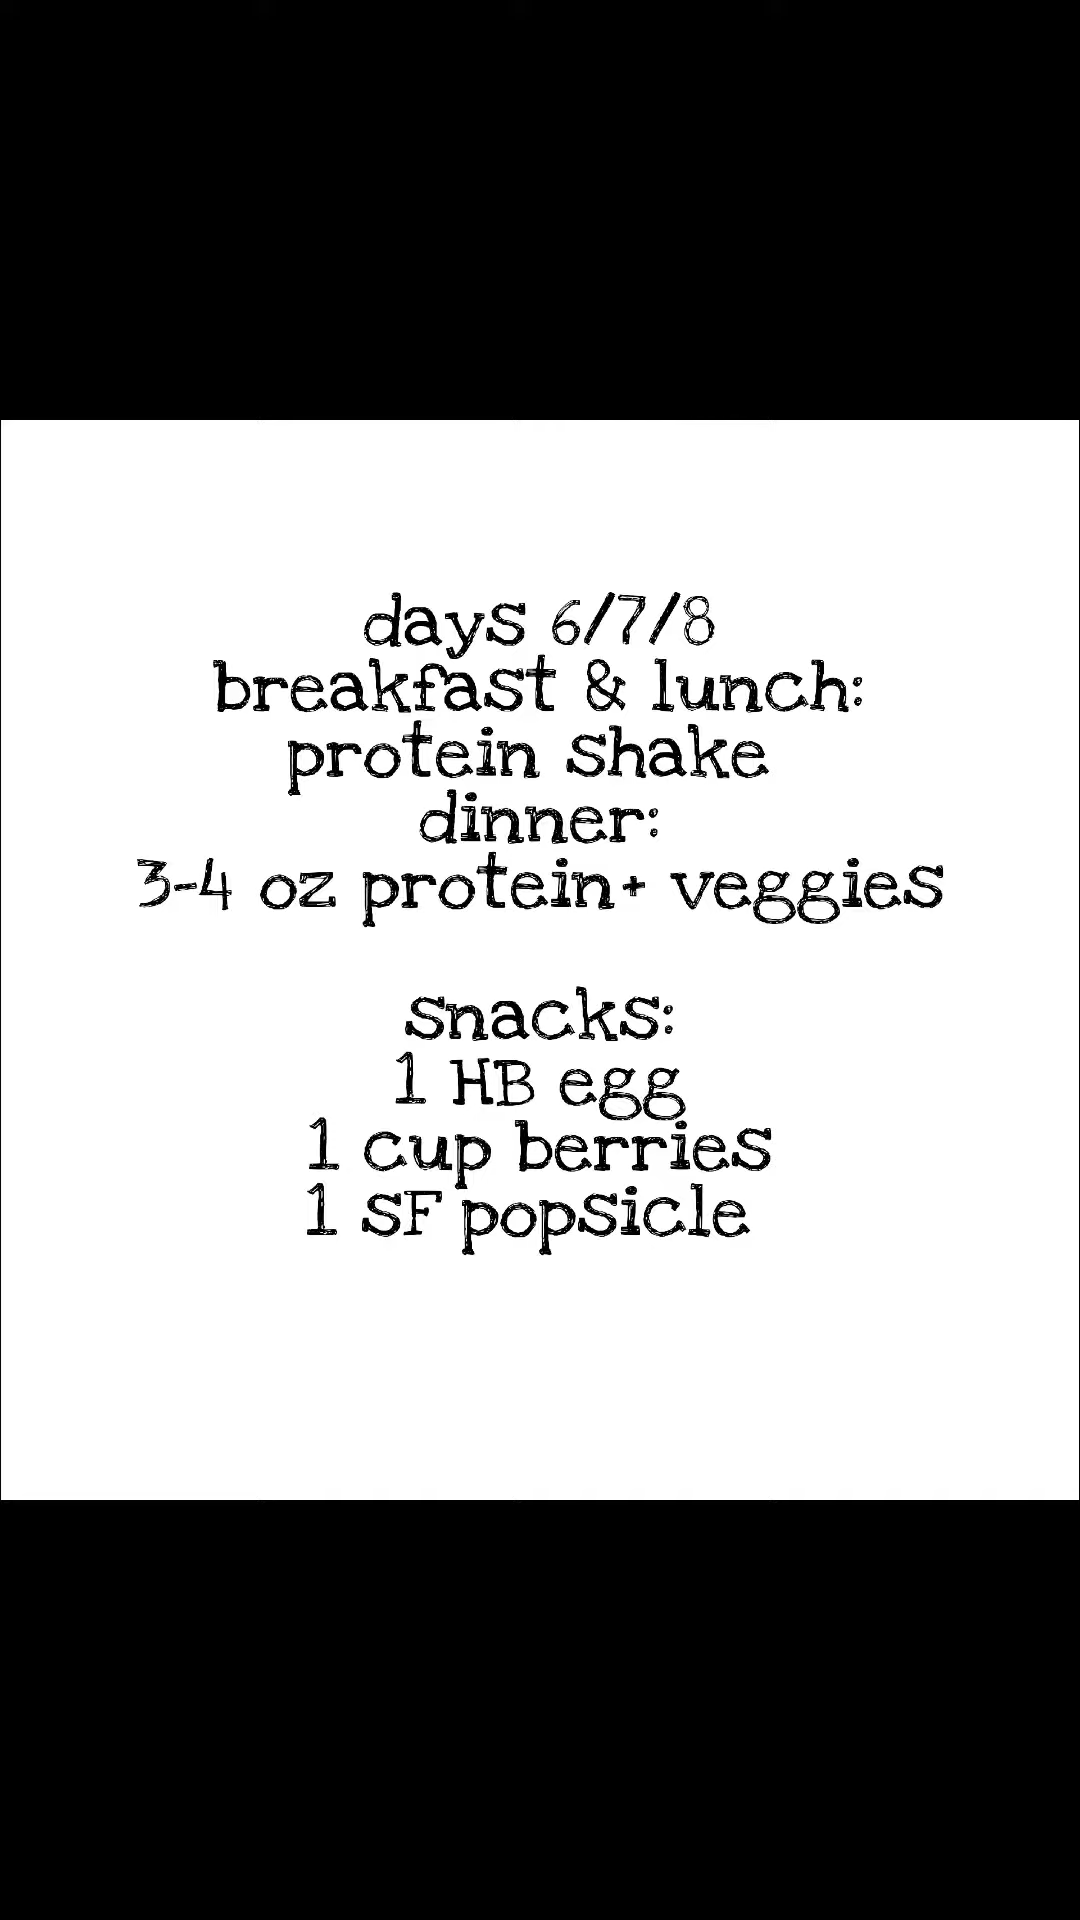 days 6/7/8
breakfast & lunch:
protein shake
dinner:
3-4 oz protein+ veggies
snacks:
1 HB egg
1 cup berries
1 SF popsicle